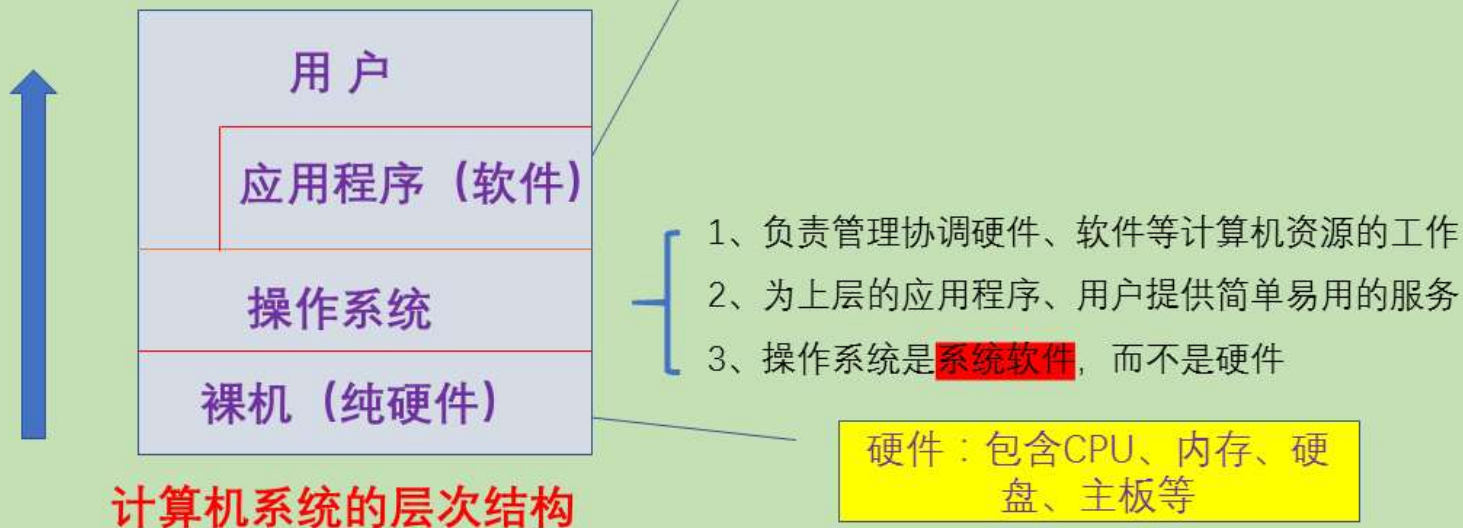 用 户
应用程序（软件）
操作系统
裸机（纯硬件）
计算机系统的层次结构
1、负责管理协调硬件、软件等计算机资源的工作
2、为上层的应用程序、用户提供简单易用的服务
3、操作系统是系统软件，而不是硬件
硬件：包含CPU、内存、硬
盘、主板等